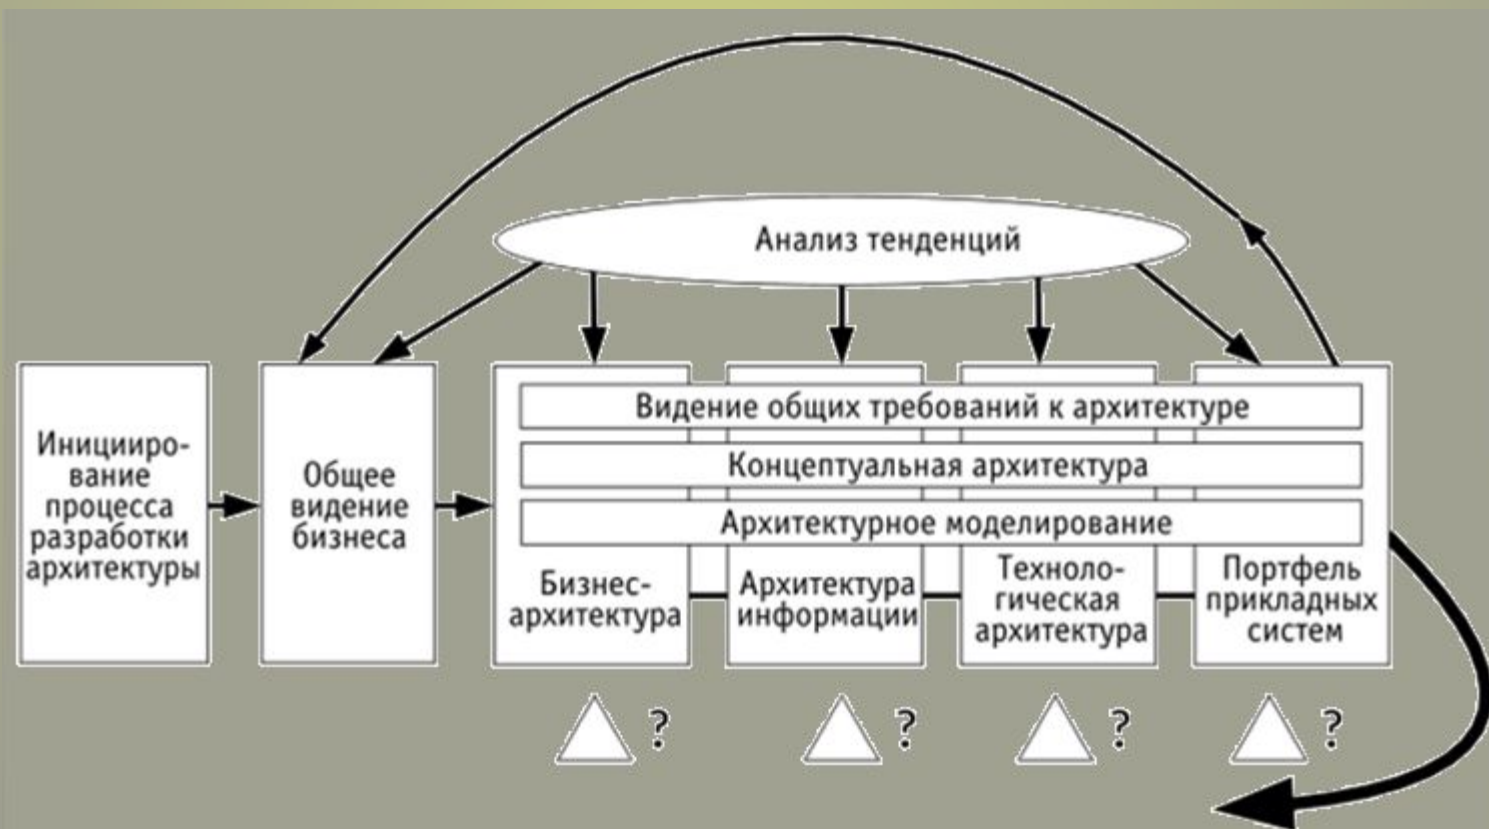 Анализ тенденций
Иницииро-
вание
процесса
разработки
архитектуры
Общее
видение
бизнеса
Видение общих требований к архитектуре
Концептуальная архитектура
Архитектурное моделирование
Бизнес-
архитектура
Архитектура
информации
Техноло-
гическая
архитектура
Портфель
прикладных
систем
?
?
?
?